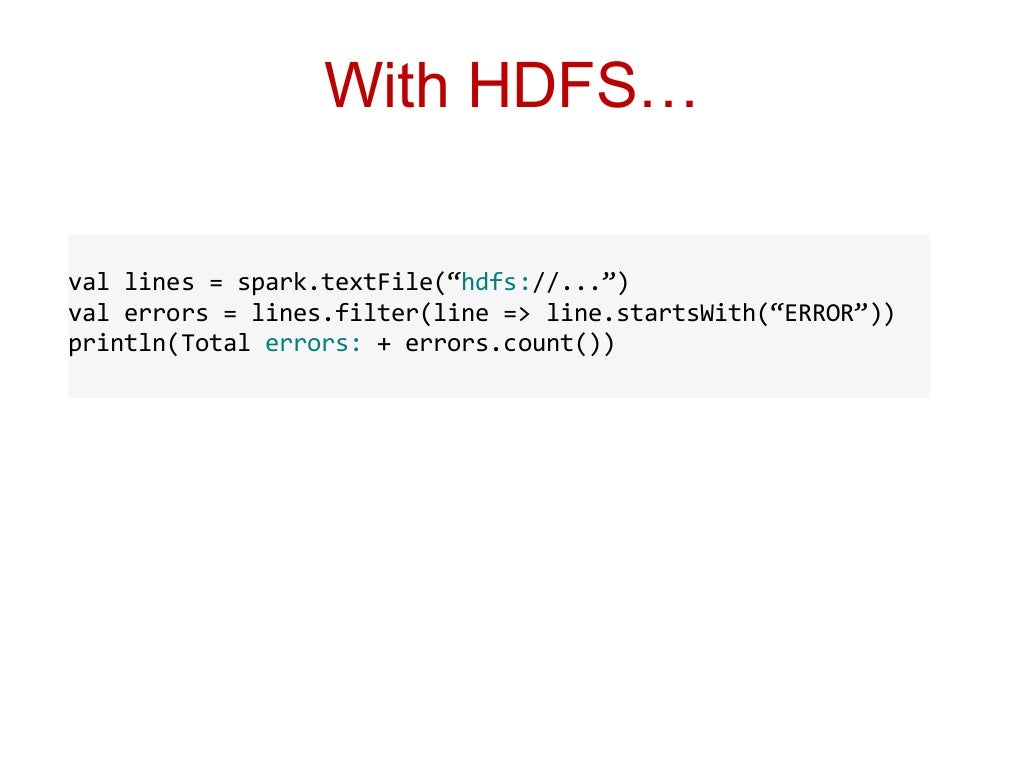 With HDFS…
val lines = spark.textFile(“hdfs://...”)
val errors = lines.filter(line => line.startsWith(“ERROR”))
println(Total errors: + errors.count())